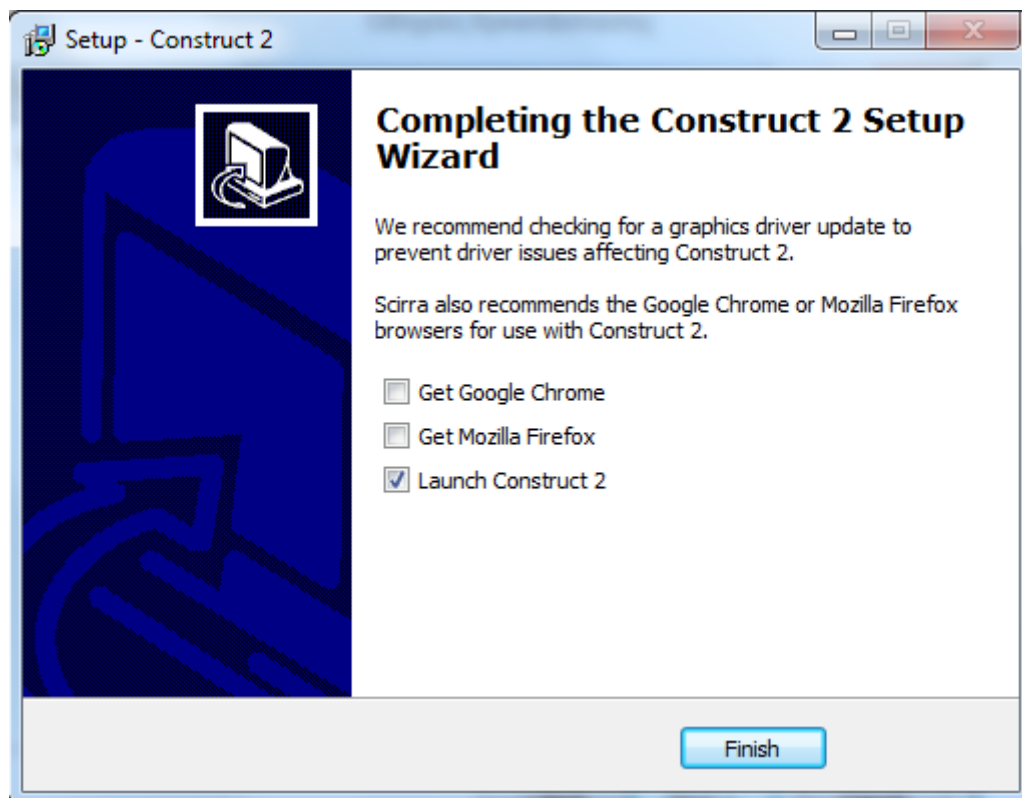 Setup - Construct 2
Completing the Construct 2 Setup
Wizard
We recommend checking for a graphics driver update to
prevent driver issues affecting Construct 2.
Scirra also recommends the Google Chrome or Mozilla Firefox
browsers for use with Construct 2.
Get Google Chrome
Get Mozilla Firefox
Launch Construct 2
Finish